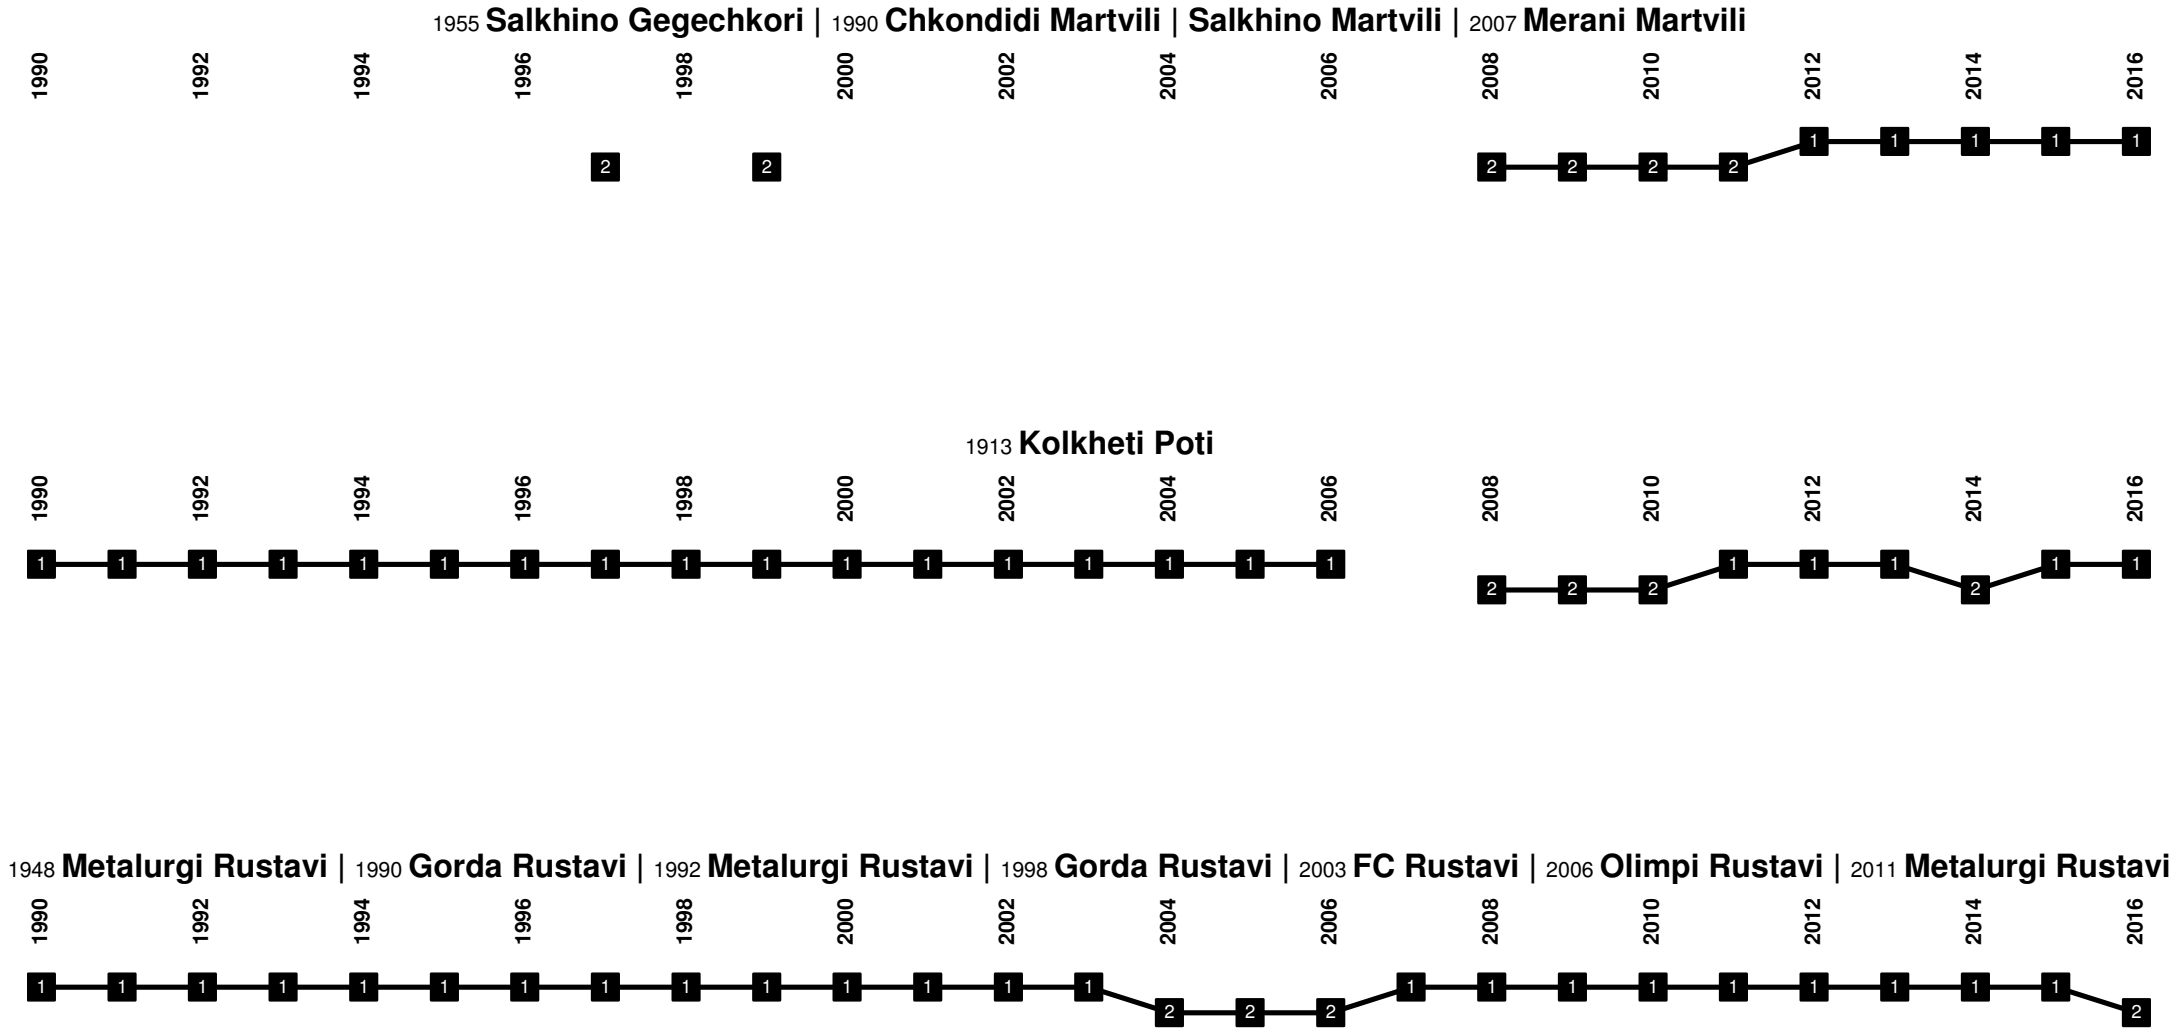 1955 Salkhino Gegechkori | 1990 Chkondidi Martvili | Salkhino Martvili | 2007 Merani Martvili
1990 1992 1994 1996 1998 2000 2002 2004 2006 2008 2010 2012 2014 2016
1 1 1 1 1
2 2 2 2 2 2
1913 Kolkheti Poti
1990 1992 1994 1996 1998 2000 2002 2004 2006 2008 2010 2012 2014 2016
1 1 1 1 1 1 1 1 1 1 1 1 1 1 1 1 1 1 1 1 1 1
2 2 2 2
1948 Metalurgi Rustavi | 1990 Gorda Rustavi | 1992 Metalurgi Rustavi | 1998 Gorda Rustavi | 2003 FC Rustavi | 2006 Olimpi Rustavi | 2011 Metalurgi Rustavi
1990 1992 1994 1996 1998 2000 2002 2004 2006 2008 2010 2012 2014 2016
1 1 1 1 1 1 1 1 1 1 1 1 1 1 1 1 1 1 1 1 1 1 1
2 2 2 2